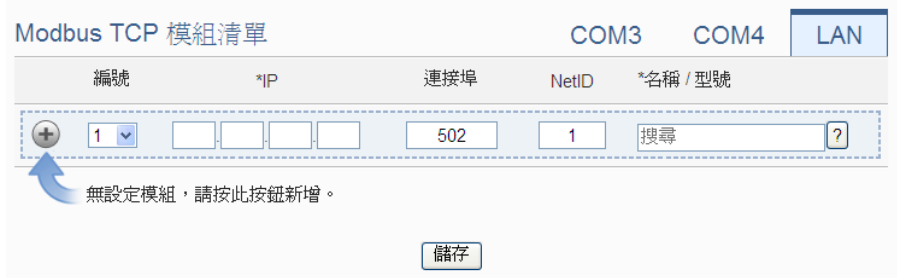 Modbus TCP 模組清單 COM3 COM4 LAN
編號 *IP 連接埠 NetID *名稱 / 型號
1 . . . 502 1 搜尋 ?
無設定模組，請按此按鈕新增。
儲存